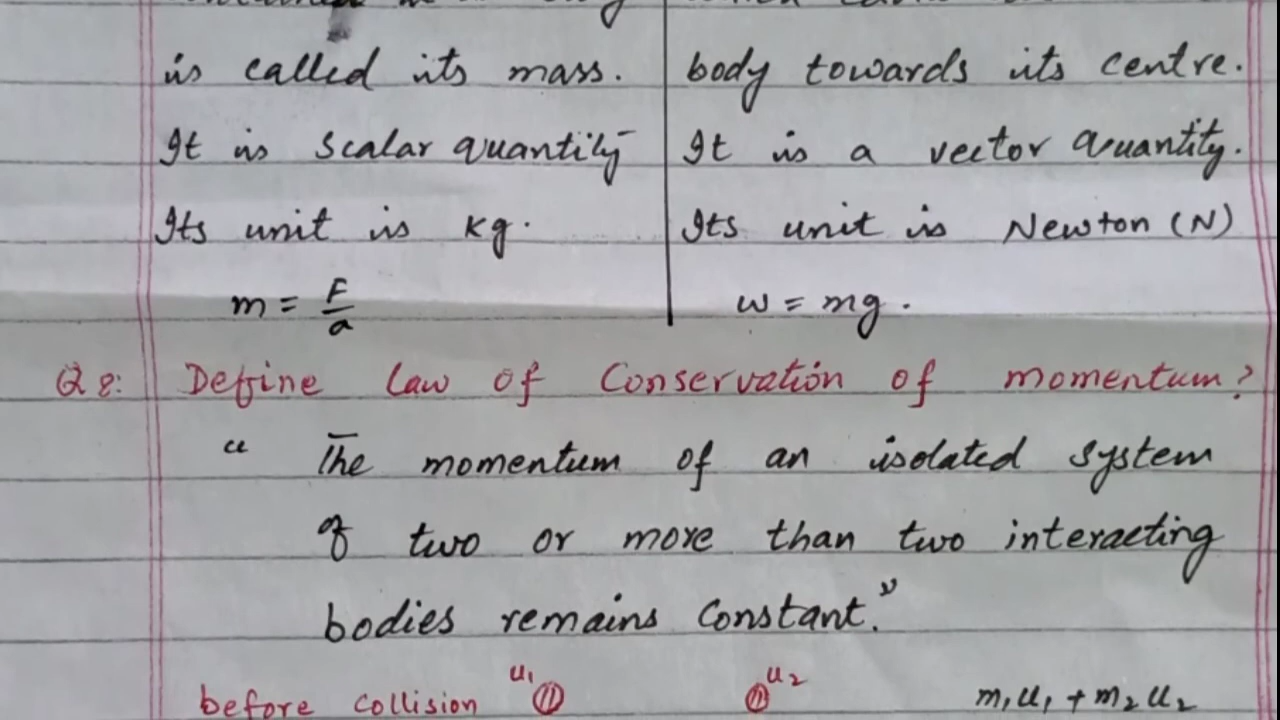 is called its mass.
It is scalar quantity
Its unit is kg.
m = F/a
body towards its centre.
It is a vector quantity.
Its unit is Newton (N)
w = mg.
Q 8: Define Law of Conservation of momentum?
“ The momentum of an isolated system
of two or more than two interacting
bodies remains constant.”
before collision u₁ u₂ m₁u₁ + m₂u₂